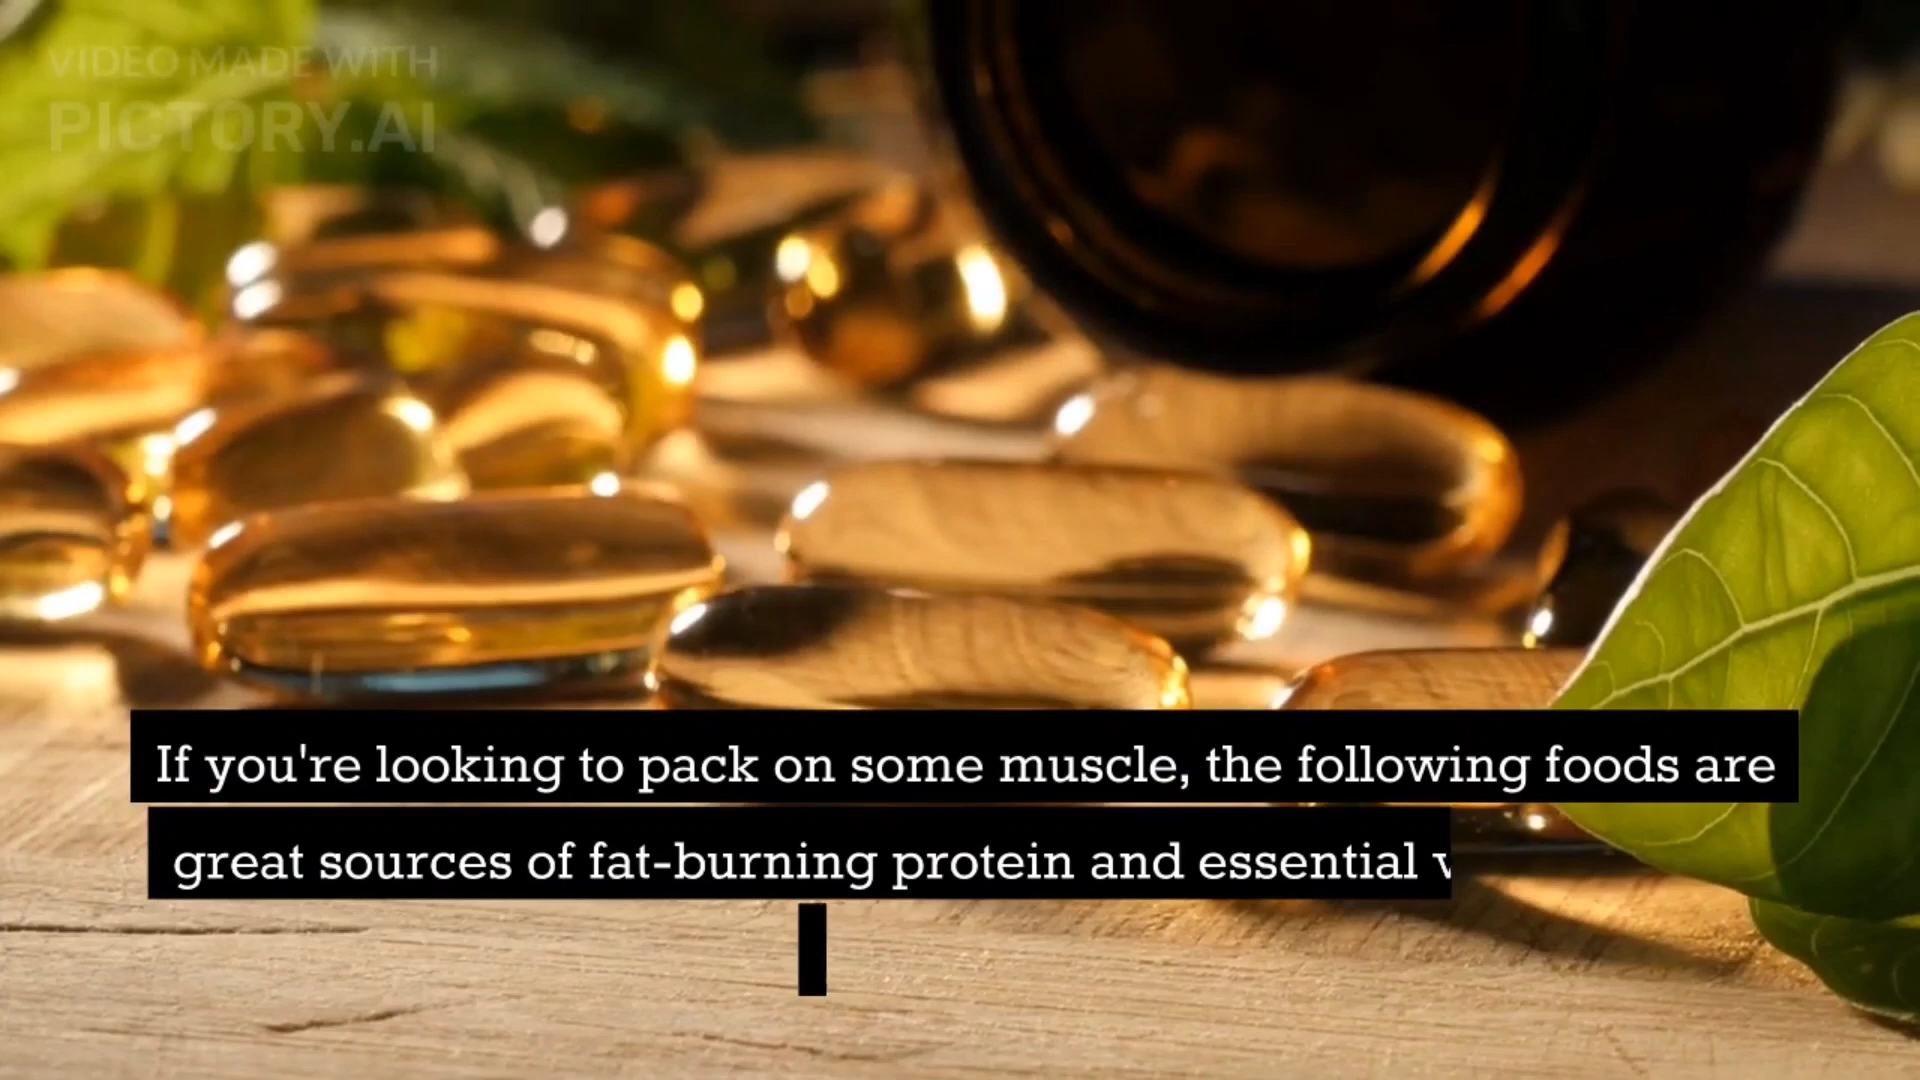 VIDEO MADE WITH
PICTORY.AI
If you're looking to pack on some muscle, the following foods are
great sources of fat-burning protein and essential v